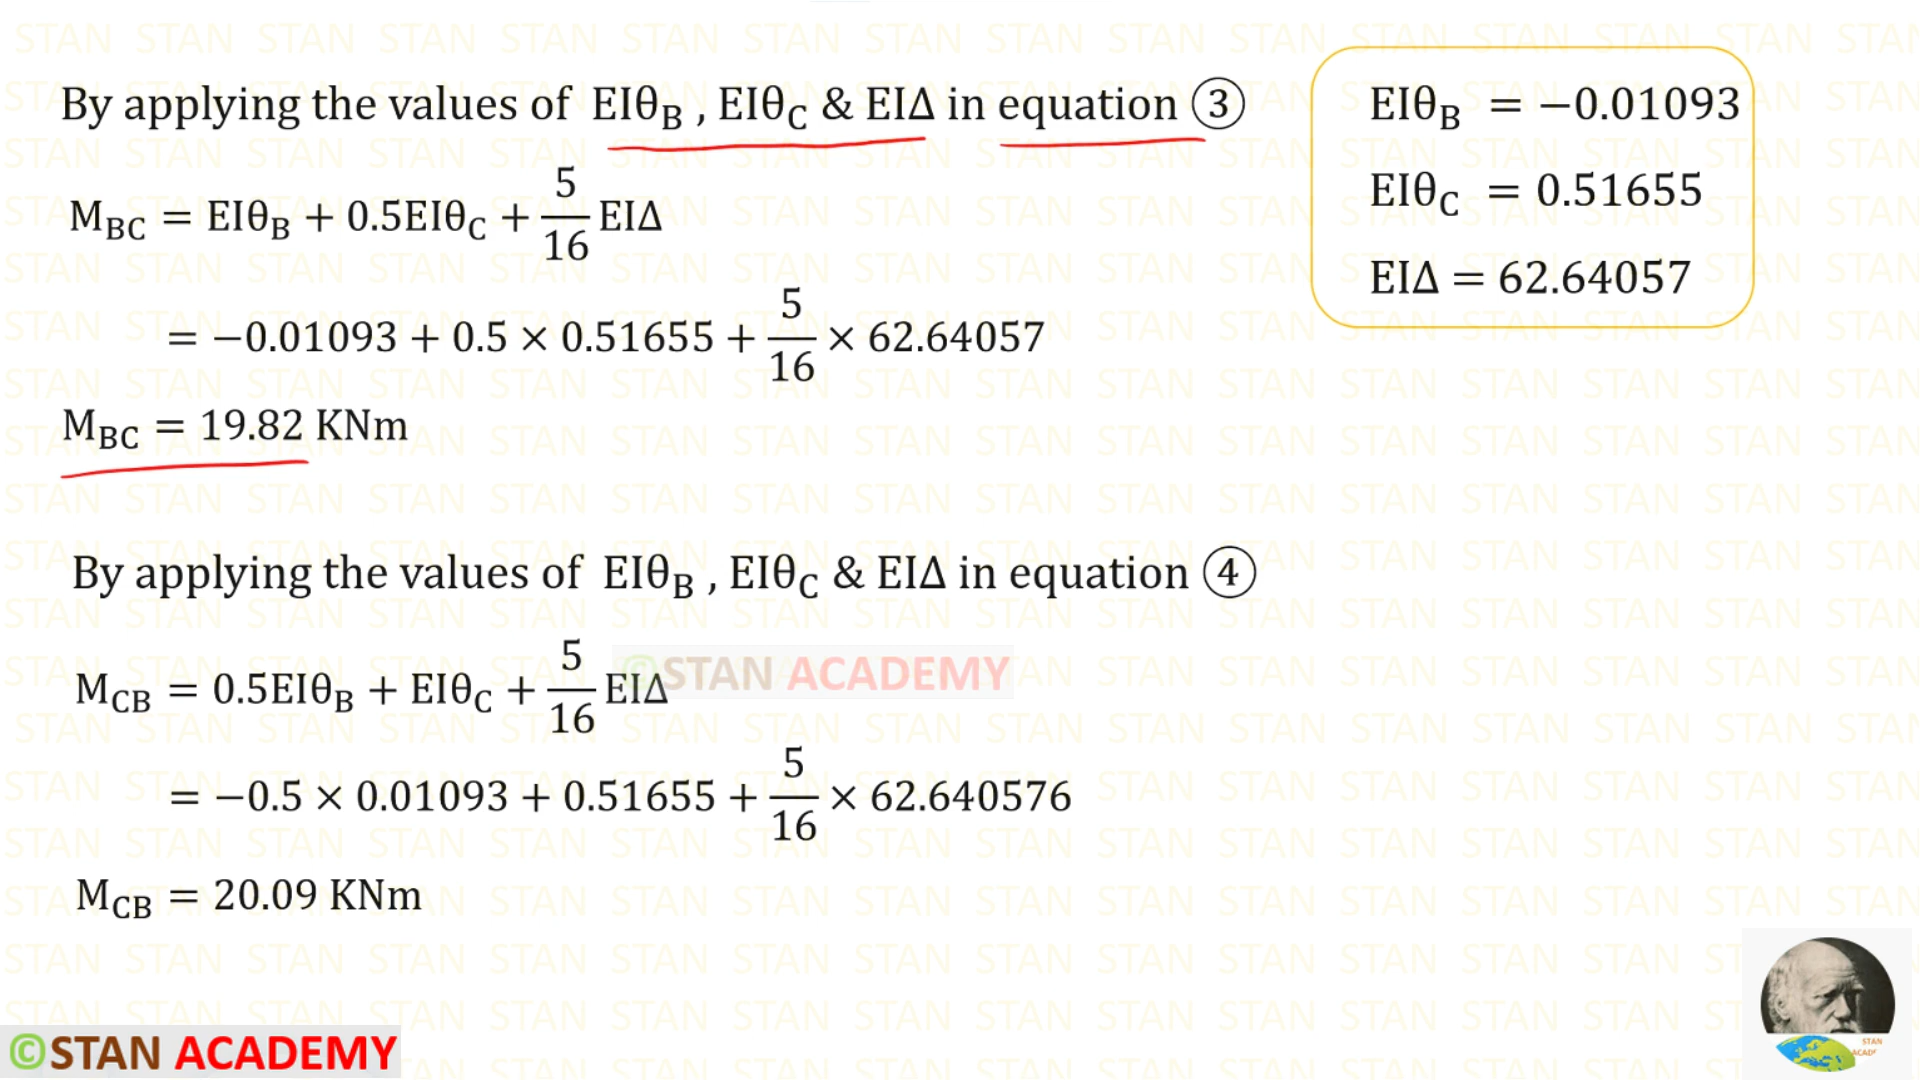 By applying the values of EIθB , EIθC & EIΔ in equation ③
MBC = EIθB + 0.5EIθC + 5/16 EIΔ
= −0.01093 + 0.5 × 0.51655 + 5/16 × 62.64057
MBC = 19.82 KNm
EIθB = −0.01093
EIθC = 0.51655
EIΔ = 62.64057
By applying the values of EIθB , EIθC & EIΔ in equation ④
MCB = 0.5EIθB + EIθC + 5/16 EIΔ
©STAN ACADEMY
= −0.5 × 0.01093 + 0.51655 + 5/16 × 62.640576
MCB = 20.09 KNm
©STAN ACADEMY
STAN